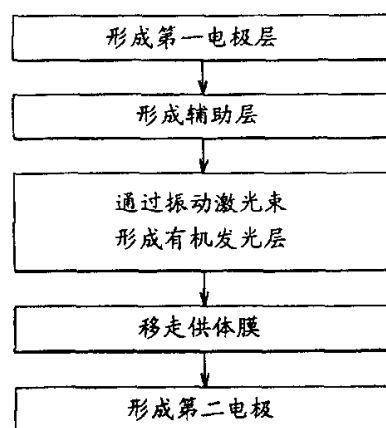 形成第一电极层
形成辅助层
通过振动激光束
形成有机发光层
移走供体膜
形成第二电极